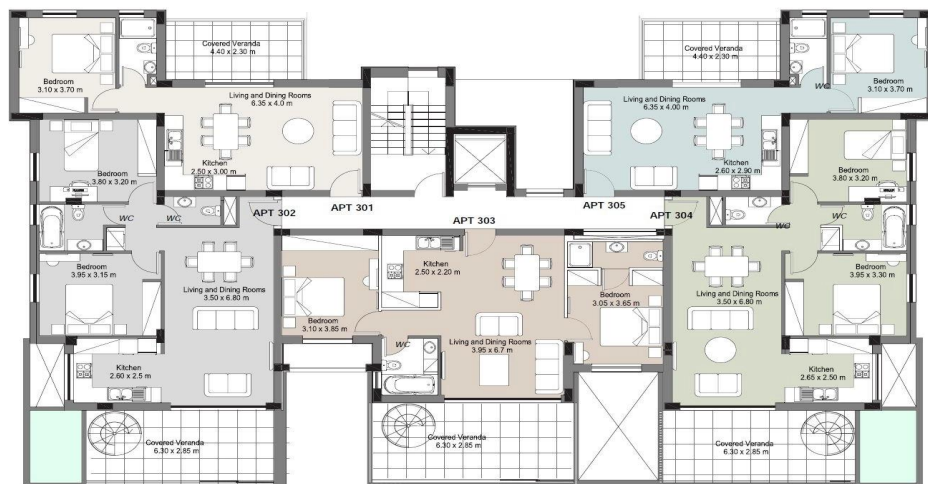 Covered Veranda
4.40 x 2.30 m
Covered Veranda
4.40 x 2.30 m
Bedroom
3.10 x 3.70 m
Living and Dining Rooms
6.35 x 4.0 m
Living and Dining Rooms
6.35 x 4.00 m
WC
Bedroom
3.10 x 3.70 m
Kitchen
2.50 x 3.00 m
Kitchen
2.60 x 2.90 m
Bedroom
3.80 x 3.20 m
Bedroom
3.80 x 3.20 m
WC
WC
APT 302
APT 301
APT 303
APT 305
APT 304
WC
WC
Bedroom
3.95 x 3.15 m
Living and Dining Rooms
3.50 x 6.80 m
Kitchen
2.50 x 2.20 m
Bedroom
3.05 x 3.65 m
Living and Dining Rooms
3.50 x 6.80 m
Bedroom
3.95 x 3.30 m
Bedroom
3.10 x 3.85 m
WC
Living and Dining Rooms
3.95 x 6.7 m
Kitchen
2.60 x 2.5 m
Kitchen
2.65 x 2.50 m
Covered Veranda
6.30 x 2.85 m
Covered Veranda
6.30 x 2.85 m
Covered Veranda
6.30 x 2.85 m